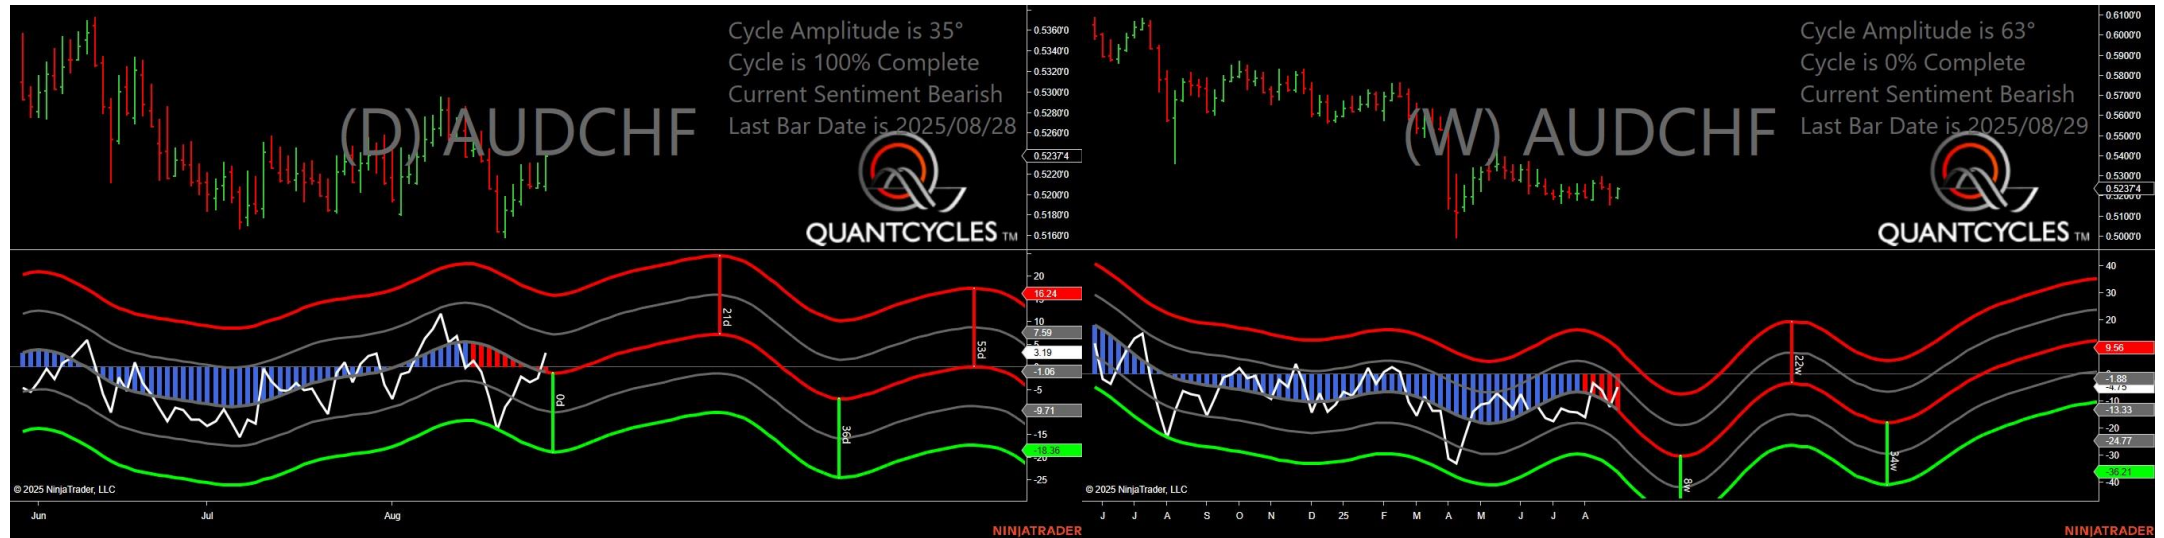 Cycle Amplitude is 35°
Cycle is 100% Complete
Current Sentiment Bearish
Last Bar Date is 2025/08/28
(D) AUDCHF
QUANTCYCLES TM
0.5360'0
0.5340'0
0.5320'0
0.5300'0
0.5280'0
0.5260'0
0.5237'4
0.5220'0
0.5200'0
0.5180'0
0.5160'0
20
16.24
10
7.59
3.19
-1.06
-5
-9.71
-15
-18.36
-20
-25
0d
21d
36d
53d
© 2025 NinjaTrader, LLC
Jun
Jul
Aug
NINJATRADER
Cycle Amplitude is 63°
Cycle is 0% Complete
Current Sentiment Bearish
Last Bar Date is 2025/08/29
(W) AUDCHF
QUANTCYCLES TM
0.6100'0
0.6000'0
0.5900'0
0.5800'0
0.5700'0
0.5600'0
0.5500'0
0.5400'0
0.5300'0
0.5237'4
0.5200'0
0.5100'0
0.5000'0
40
30
20
9.56
-1.88
-4.75
-10
-13.33
-20
-24.77
-30
-36.21
-40
8w
22w
34w
© 2025 NinjaTrader, LLC
J J A S O N D 25 F M A M J J A
NINJATRADER